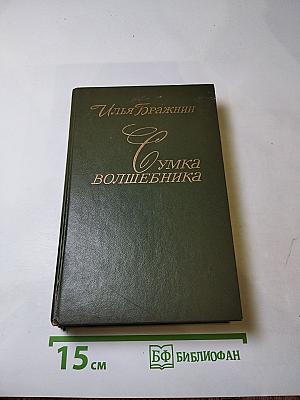 Илья Бражнин
Сумка
волшебника
15 см
БФ БИБЛИОФАН